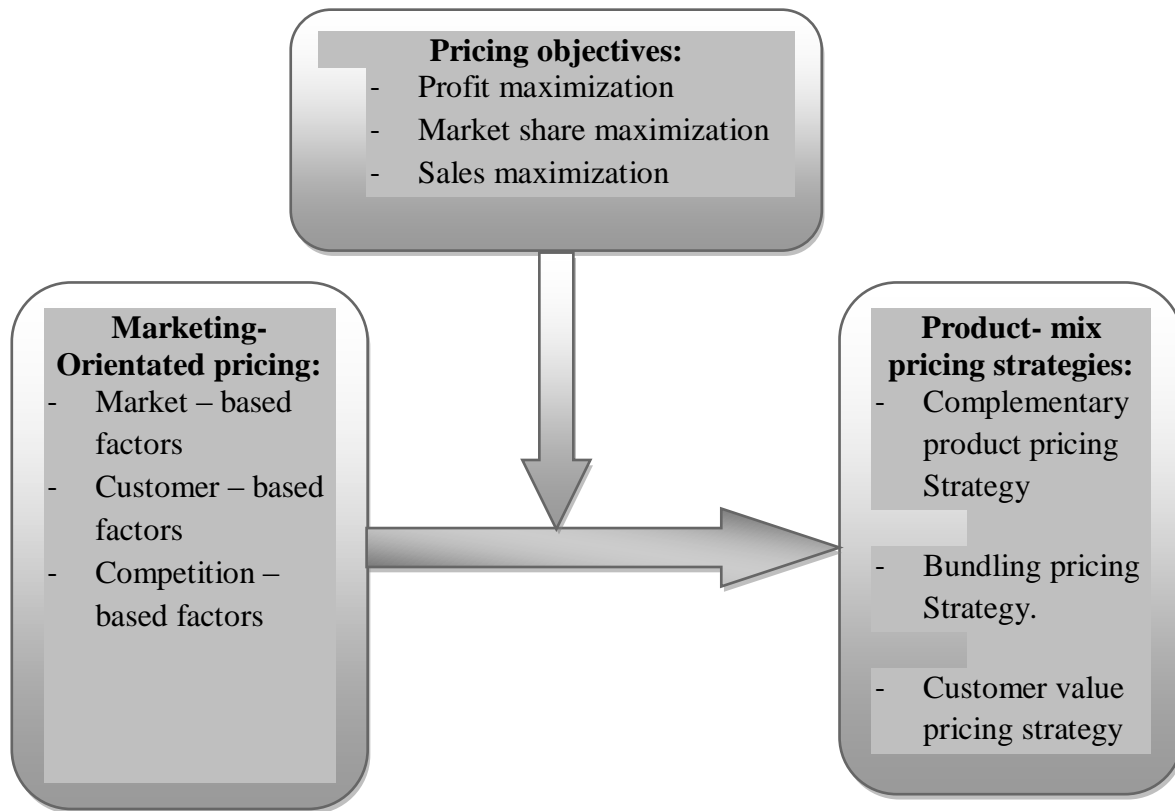 Pricing objectives:
- Profit maximization
- Market share maximization
- Sales maximization
Marketing-
Orientated pricing:
- Market – based
factors
- Customer – based
factors
- Competition –
based factors
Product- mix
pricing strategies:
- Complementary
product pricing
Strategy
- Bundling pricing
Strategy.
- Customer value
pricing strategy